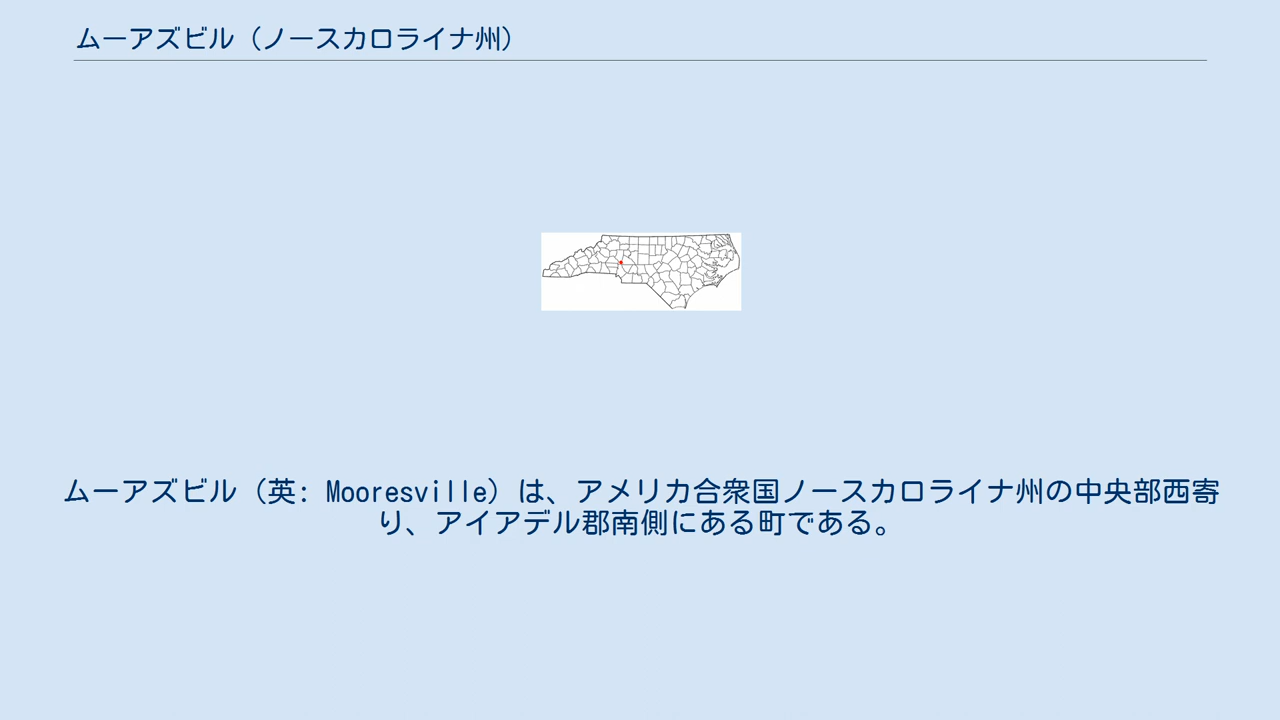 ムーアズビル（ノースカロライナ州）
ムーアズビル（英: Mooresville）は、アメリカ合衆国ノースカロライナ州の中央部西寄
り、アイアデル郡南側にある町である。